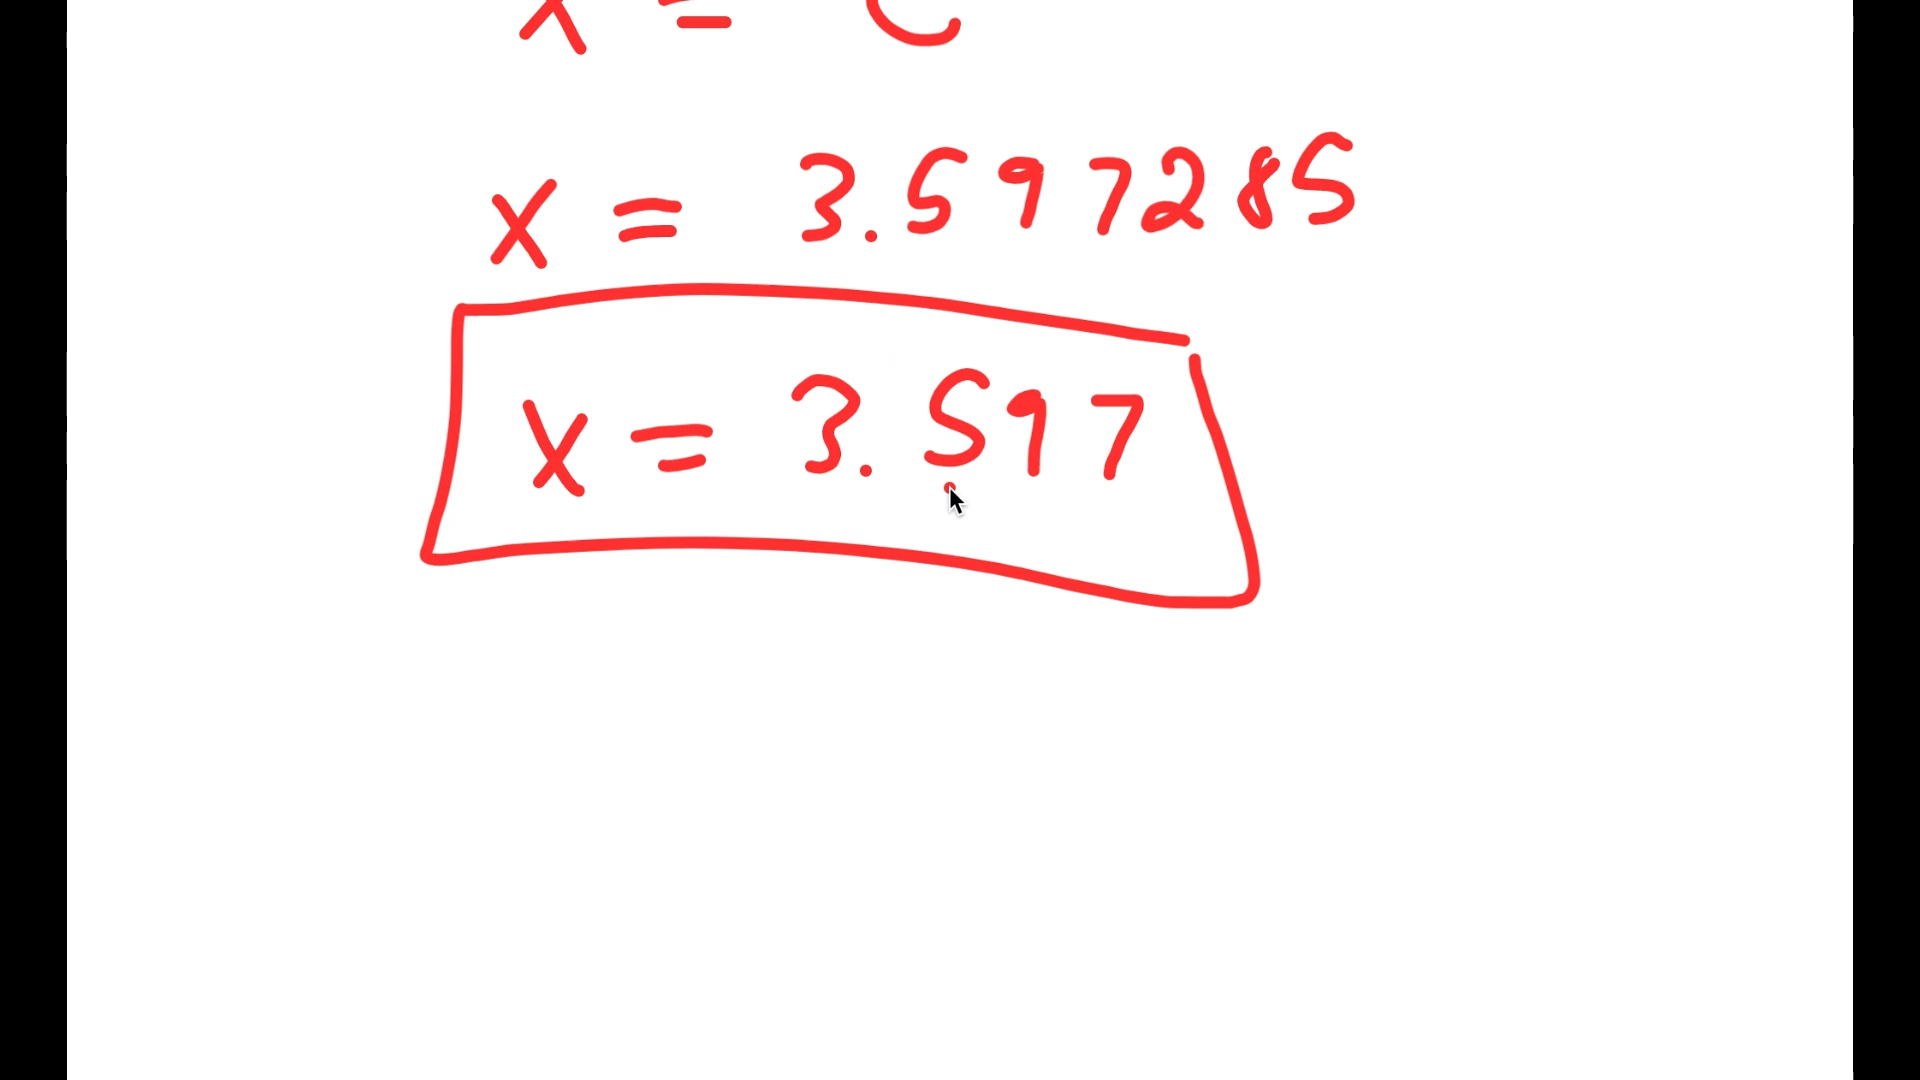 x = e
x = 3.597285
x = 3.597